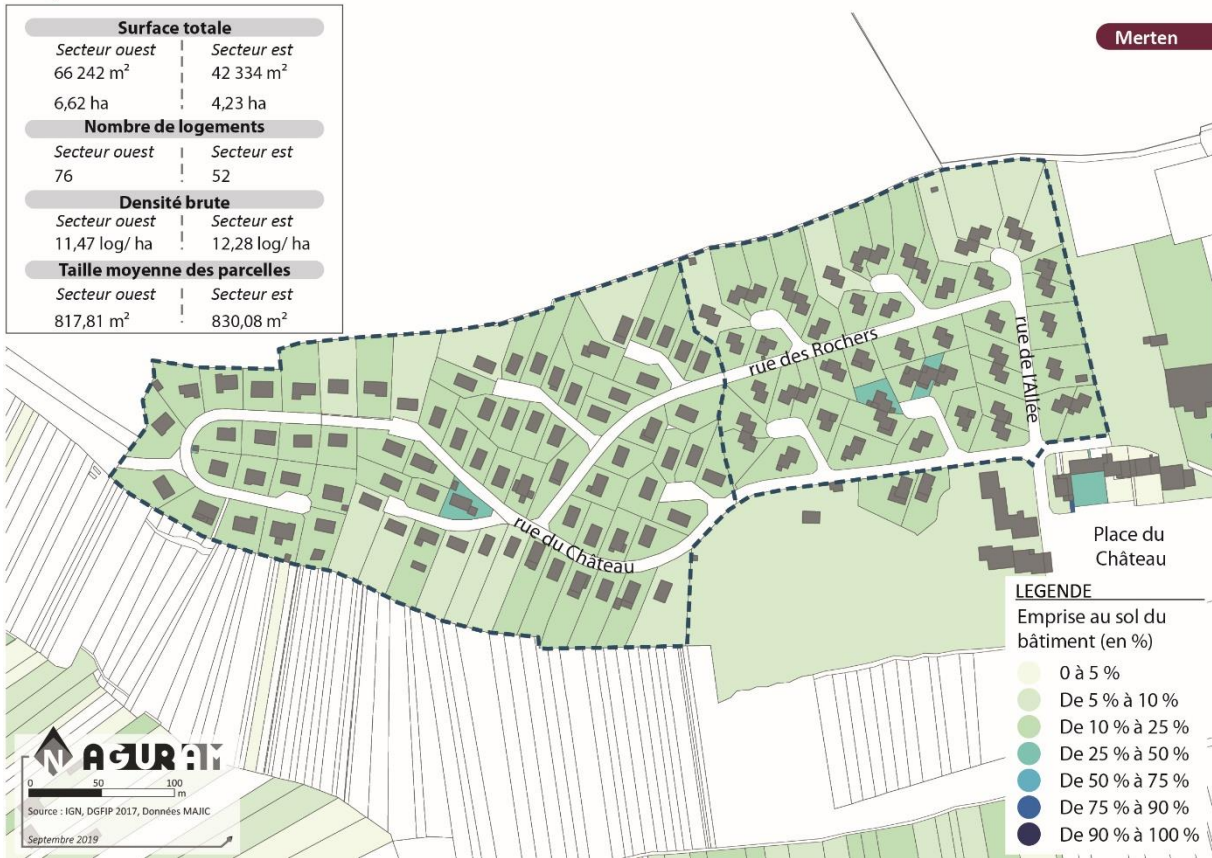 Surface totale
Secteur ouest Secteur est
66 242 m² 42 334 m²
6,62 ha 4,23 ha
Nombre de logements
Secteur ouest Secteur est
76 52
Densité brute
Secteur ouest Secteur est
11,47 log/ ha 12,28 log/ ha
Taille moyenne des parcelles
Secteur ouest Secteur est
817,81 m² 830,08 m²
Merten
rue des Rochers
rue de l'Allée
rue du Château
Place du
Château
LEGENDE
Emprise au sol du
bâtiment (en %)
0 à 5 %
De 5 % à 10 %
De 10 % à 25 %
De 25 % à 50 %
De 50 % à 75 %
De 75 % à 90 %
De 90 % à 100 %
N AGURAM
0 50 100
m
Source : IGN, DGFIP 2017, Données MAJIC
Septembre 2019